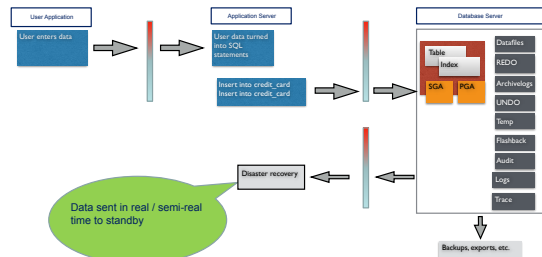 User Application
Application Server
Database Server
User enters data
User data turned
into SQL
statements
Insert into credit_card
Insert into credit_card
Table
Index
SGA
PGA
Datafiles
REDO
Archivelogs
UNDO
Temp
Flashback
Audit
Logs
Trace
Disaster recovery
Data sent in real / semi-real
time to standby
Backups, exports, etc.